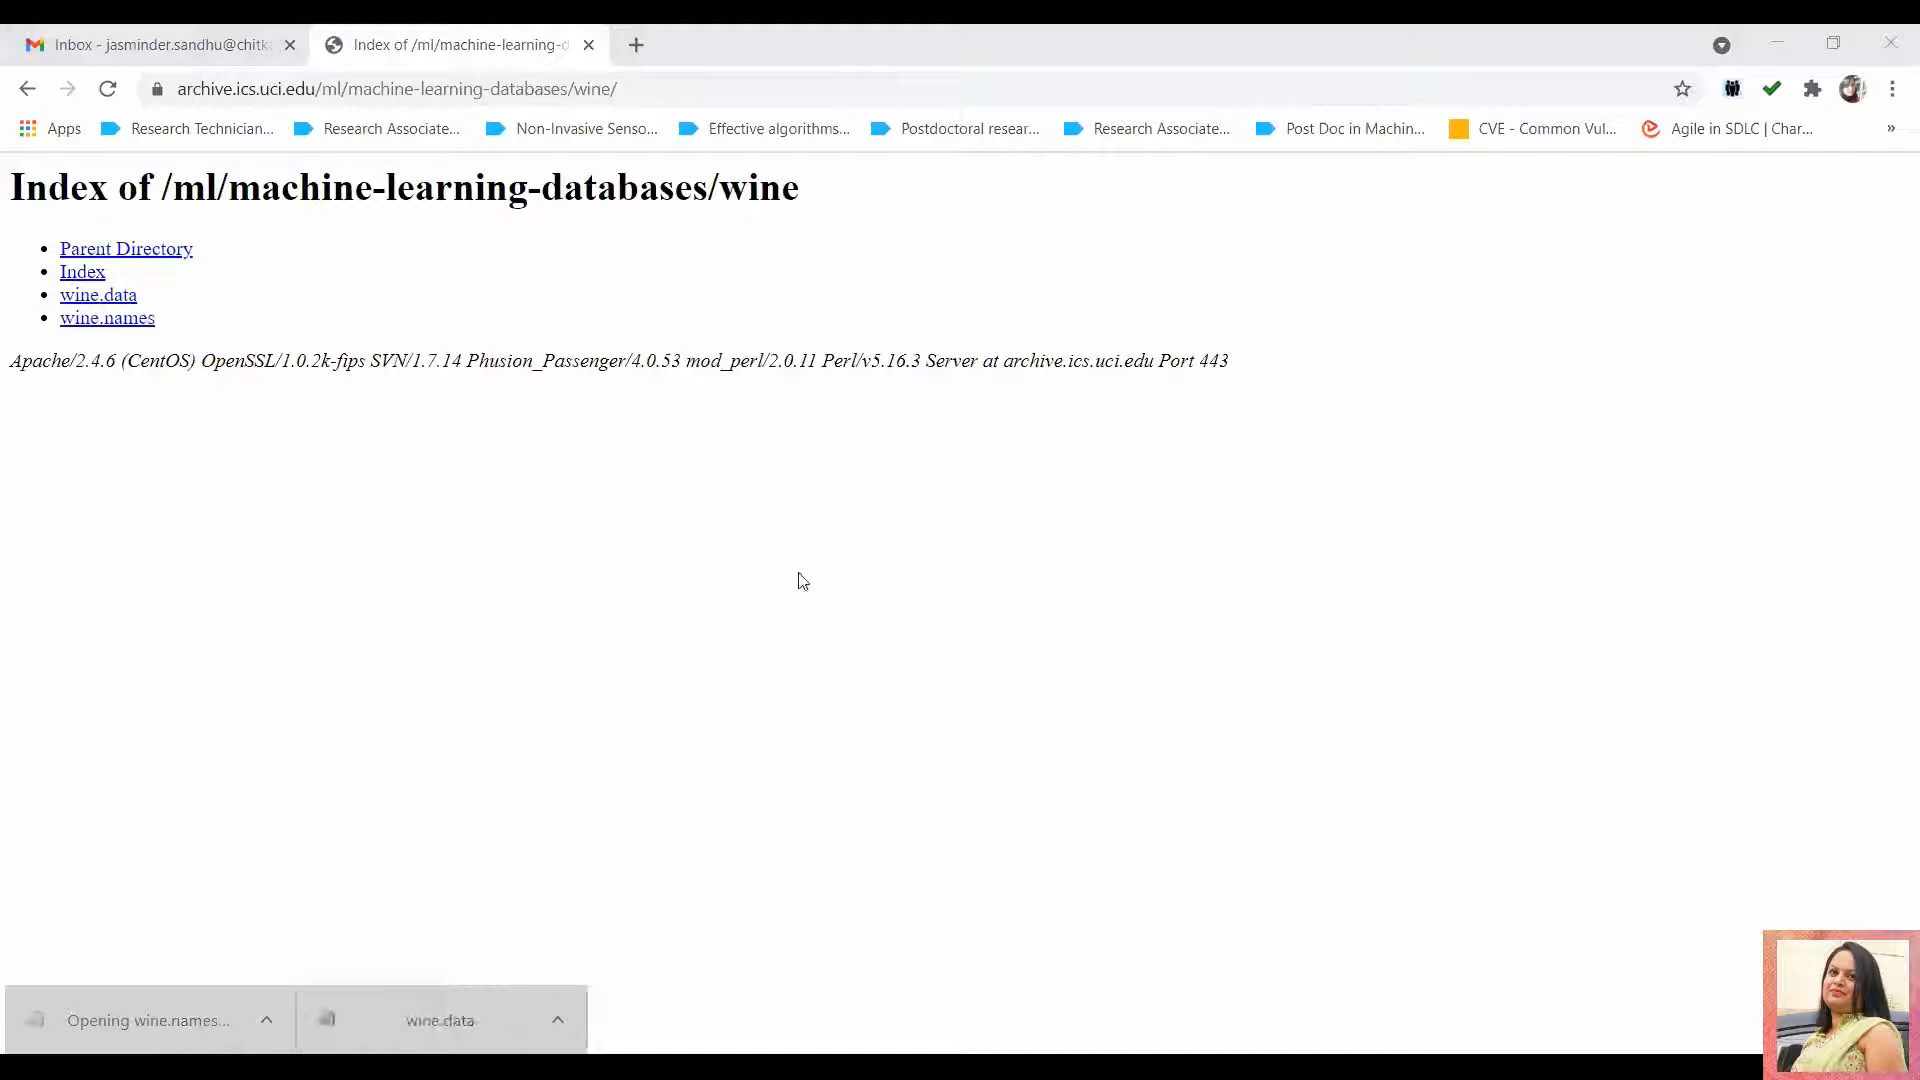 Inbox - jasminder.sandhu@chitk
Index of /ml/machine-learning-d
archive.ics.uci.edu/ml/machine-learning-databases/wine/
Apps Research Technician... Research Associate... Non-Invasive Senso... Effective algorithms... Postdoctoral resear... Research Associate... Post Doc in Machin... CVE - Common Vul... Agile in SDLC | Char... »
Index of /ml/machine-learning-databases/wine
• Parent Directory
• Index
• wine.data
• wine.names
Apache/2.4.6 (CentOS) OpenSSL/1.0.2k-fips SVN/1.7.14 Phusion_Passenger/4.0.53 mod_perl/2.0.11 Perl/v5.16.3 Server at archive.ics.uci.edu Port 443
Opening wine.names...
wine.data